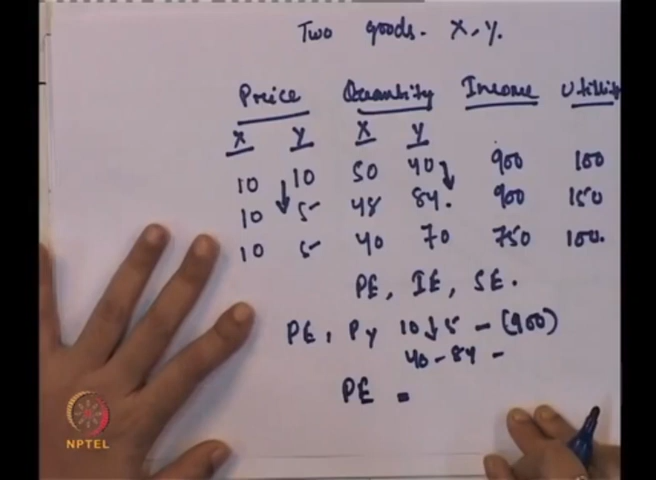 Two goods - X, Y.
Price Quantity Income Utility
X Y X Y
10 10 50 40 900 100
10 5 48 84. 900 150
10 5 40 70 750 100.
PE, IE, SE.
PE, Py 10 ↓ 5 - (900)
40 - 84 -
PE =
NPTEL